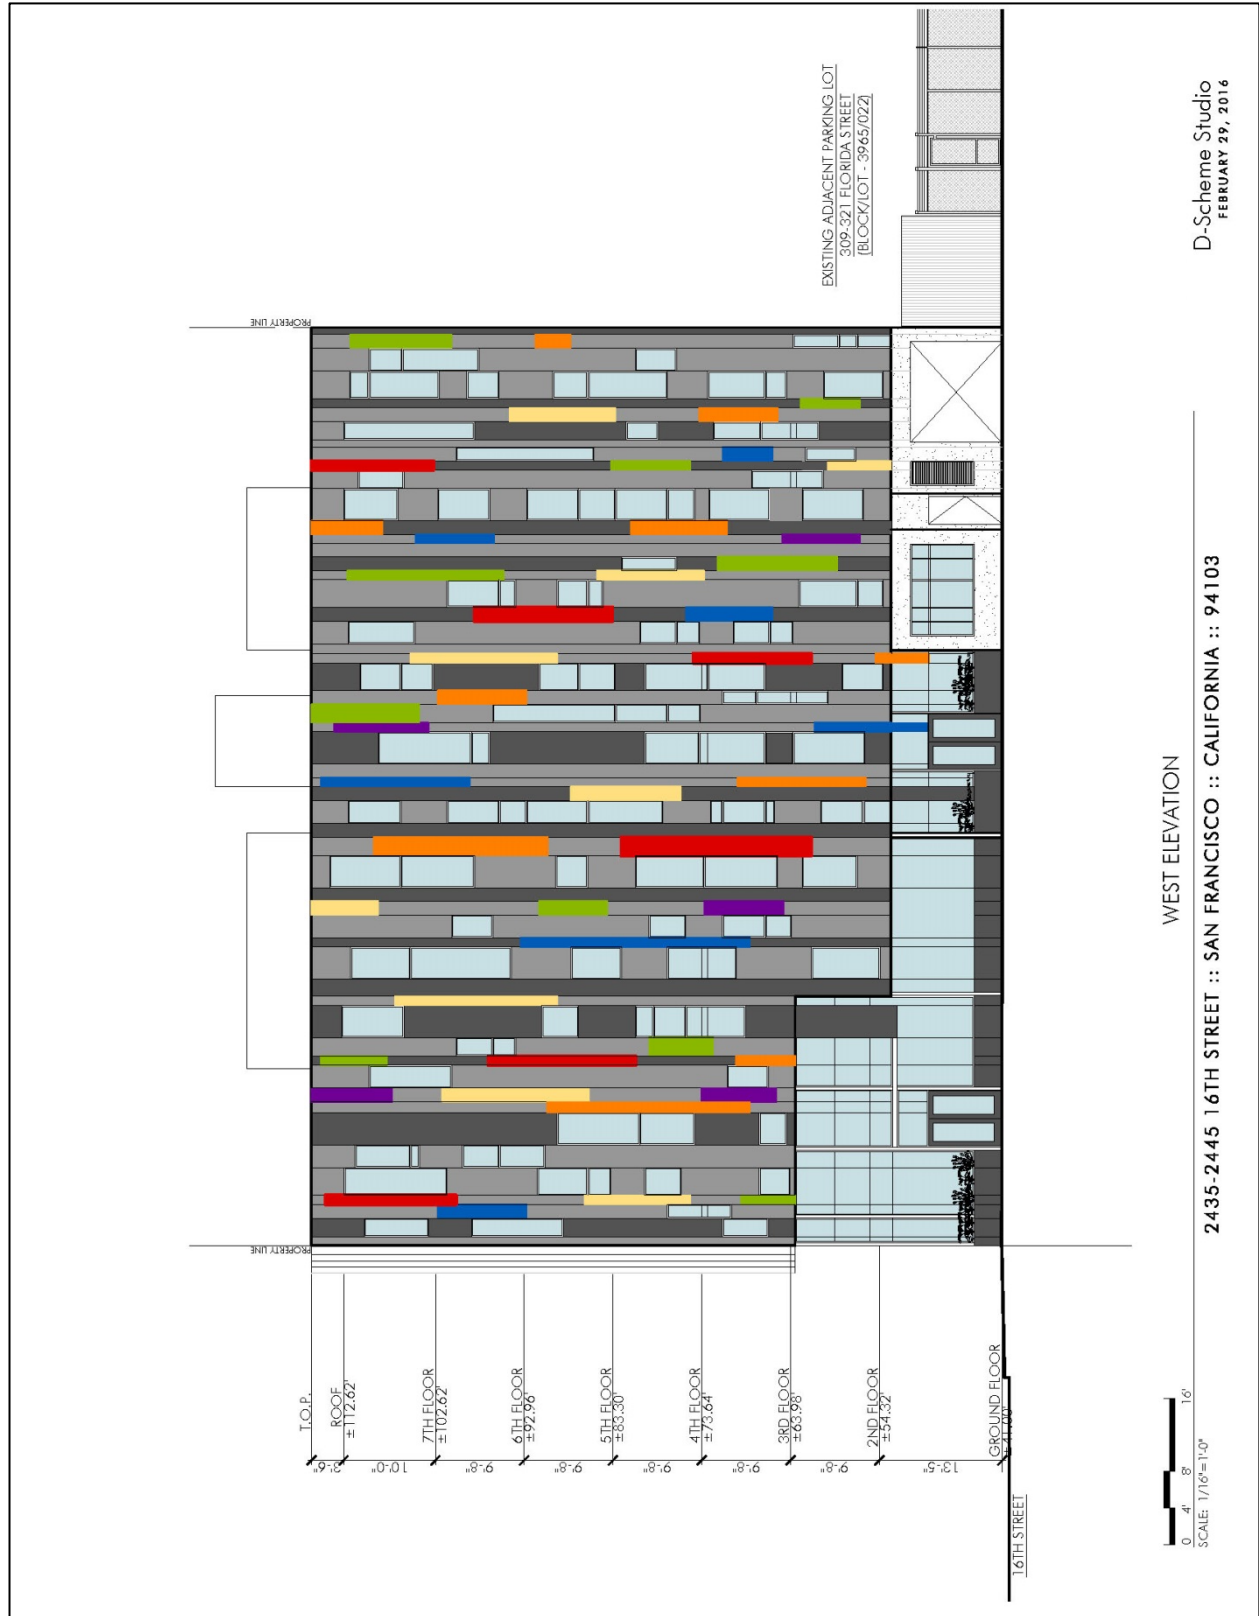 EXISTING ADJACENT PARKING LOT
309-321 FLORIDA STREET
(BLOCK/LOT - 3965/022)
PROPERTY LINE
PROPERTY LINE
T.O.P.
ROOF
±112.62'
7TH FLOOR
±102.62'
6TH FLOOR
±92.96'
5TH FLOOR
±83.30'
4TH FLOOR
±73.64'
3RD FLOOR
±63.98'
2ND FLOOR
±54.32'
GROUND FLOOR
±41.00'
3'-6"
10'-0"
9'-8"
9'-8"
9'-8"
9'-8"
9'-8"
13'-5"
16TH STREET
WEST ELEVATION
0 4' 8' 16'
SCALE: 1/16" = 1'-0"
2435-2445 16TH STREET :: SAN FRANCISCO :: CALIFORNIA :: 94103
D-Scheme Studio
FEBRUARY 29, 2016